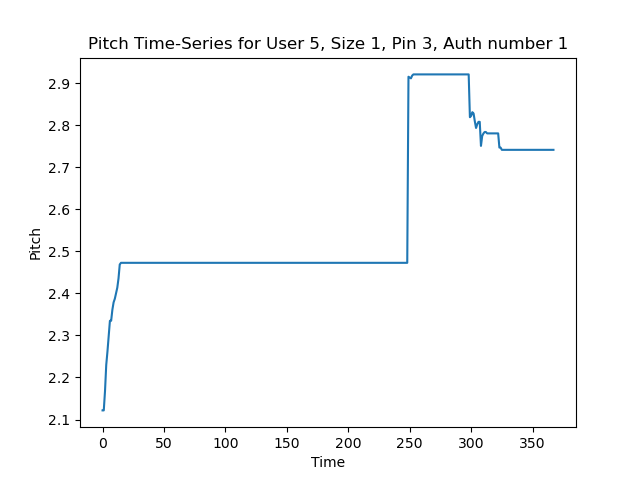 Pitch Time-Series for User 5, Size 1, Pin 3, Auth number 1
2.9
2.8
2.7
2.6
2.5
2.4
2.3
2.2
2.1
Pitch
0 50 100 150 200 250 300 350
Time